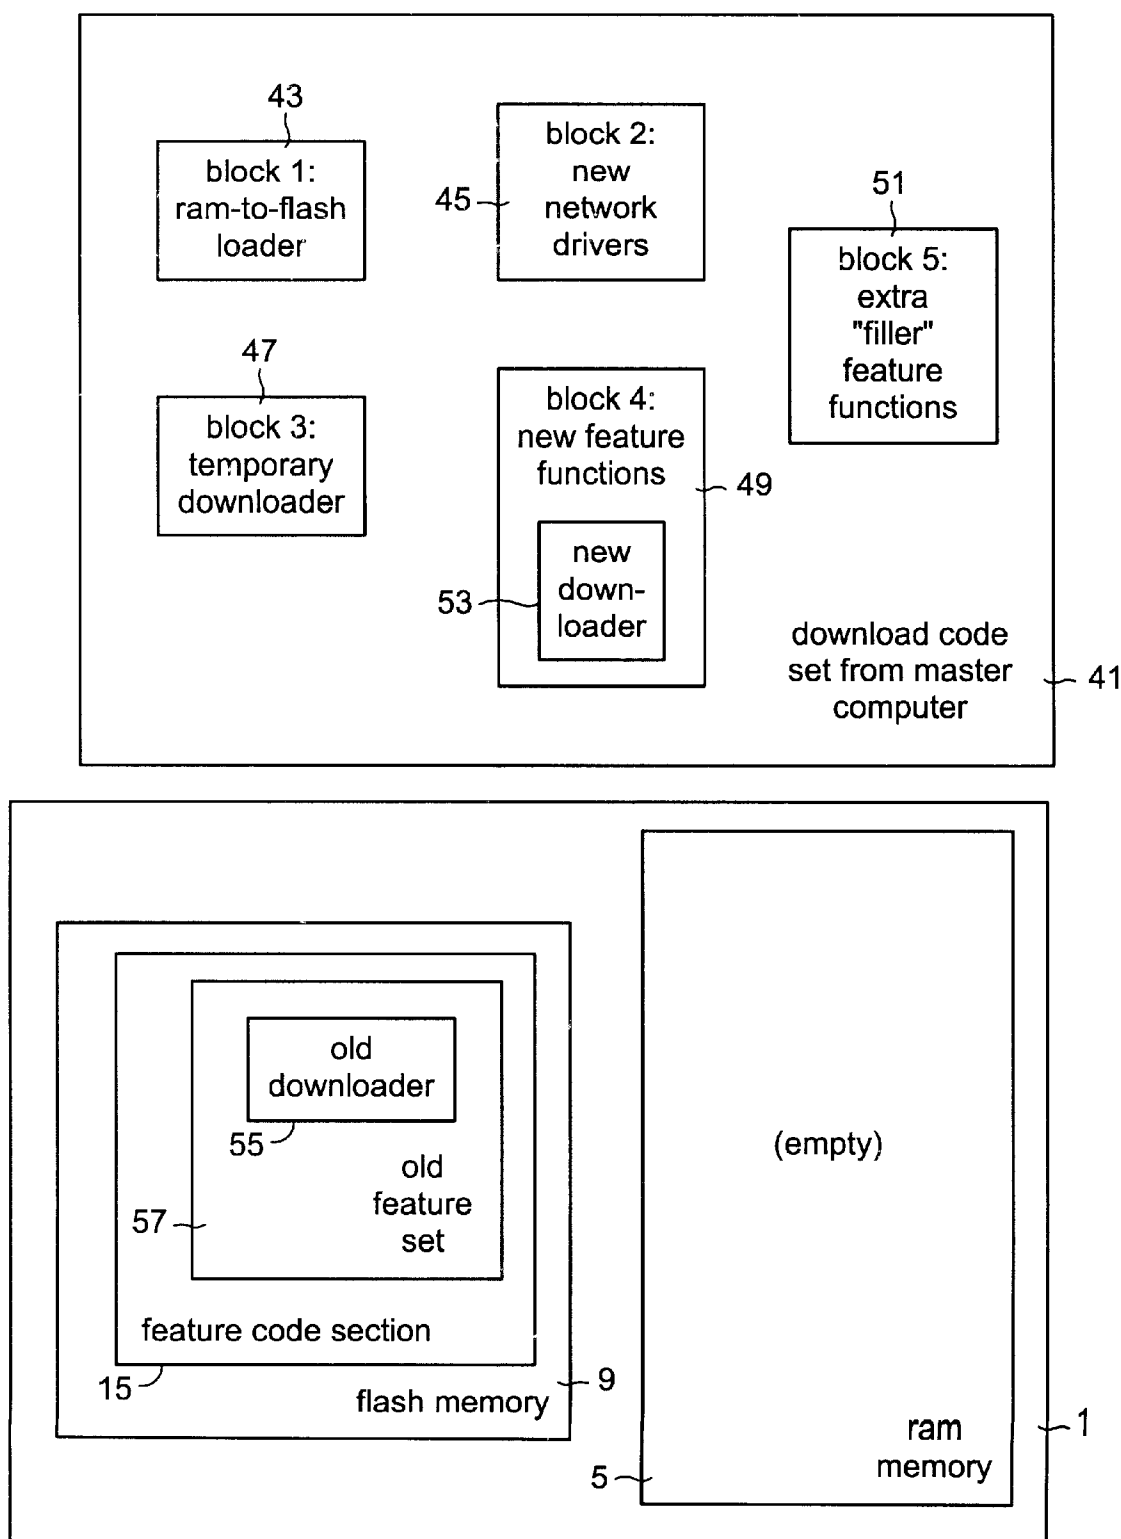 43
block 1:
ram-to-flash
loader
block 2:
new
network
drivers
45
51
block 5:
extra
"filler"
feature
functions
47
block 3:
temporary
downloader
block 4:
new feature
functions
49
new
down-
loader
53
download code
set from master
computer
41
old
downloader
55
old
feature
set
57
feature code section
15
flash memory
9
(empty)
ram
memory
5
1